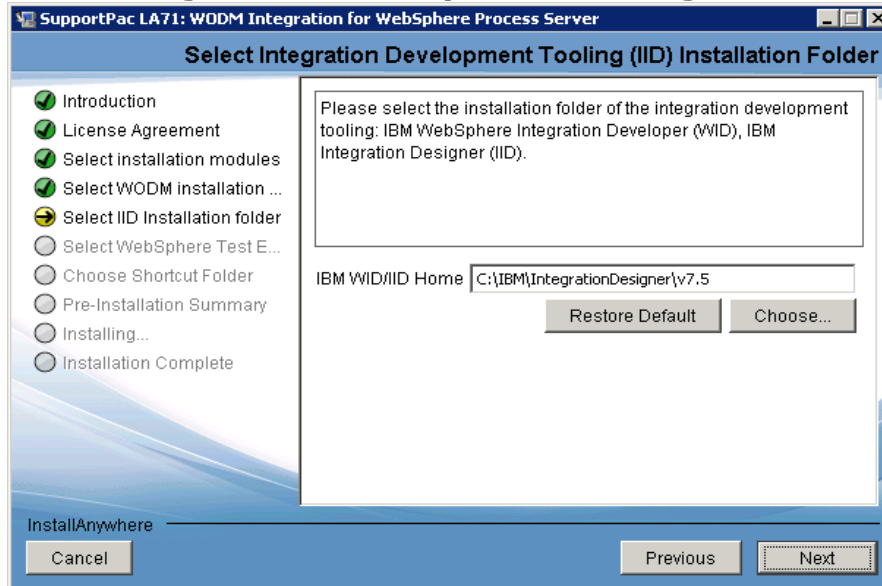 SupportPac LA71: WODM Integration for WebSphere Process Server
Select Integration Development Tooling (IID) Installation Folder
Introduction
License Agreement
Select installation modules
Select WODM installation ...
Select IID Installation folder
Select WebSphere Test E...
Choose Shortcut Folder
Pre-Installation Summary
Installing...
Installation Complete
Please select the installation folder of the integration development
tooling: IBM WebSphere Integration Developer (WID), IBM
Integration Designer (IID).
IBM WID/IID Home C:\IBM\IntegrationDesigner\v7.5
Restore Default Choose...
InstallAnywhere
Cancel Previous Next